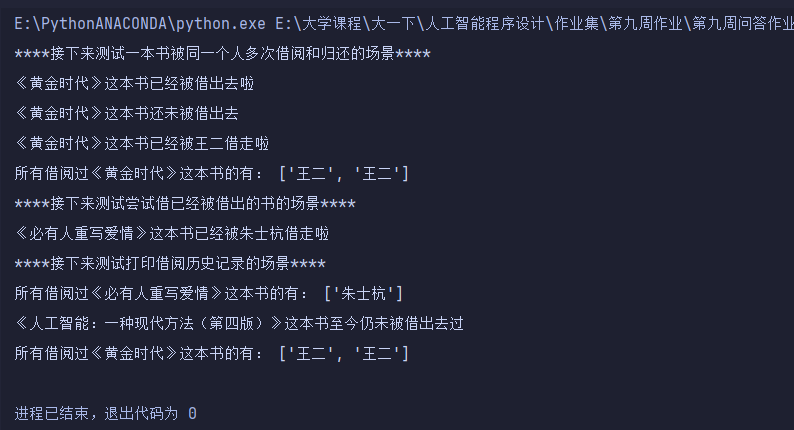 E:\PythonANACONDA\python.exe E:\大学课程\大一下\人工智能程序设计\作业集\第九周作业\第九周问答作业
****接下来测试一本书被同一个人多次借阅和归还的场景****
《黄金时代》这本书已经被借出去啦
《黄金时代》这本书还未被借出去
《黄金时代》这本书已经被王二借走啦
所有借阅过《黄金时代》这本书的有： ['王二', '王二']
****接下来测试尝试借已经被借出的书的场景****
《必有人重写爱情》这本书已经被朱士杭借走啦
****接下来测试打印借阅历史记录的场景****
所有借阅过《必有人重写爱情》这本书的有： ['朱士杭']
《人工智能：一种现代方法（第四版）》这本书至今仍未被借出去过
所有借阅过《黄金时代》这本书的有： ['王二', '王二']
进程已结束，退出代码为 0